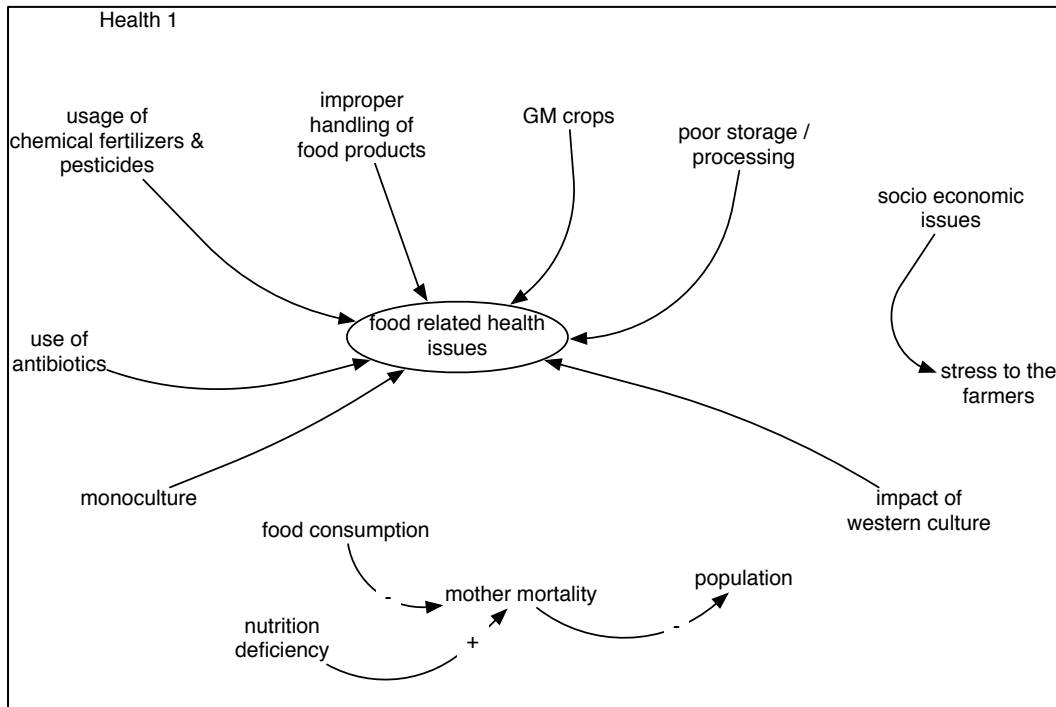 Health 1
usage of
chemical fertilizers &
pesticides
improper
handling of
food products
GM crops
poor storage /
processing
socio economic
issues
food related health
issues
use of
antibiotics
stress to the
farmers
monoculture
impact of
western culture
food consumption
-
mother mortality
population
-
nutrition
deficiency
+